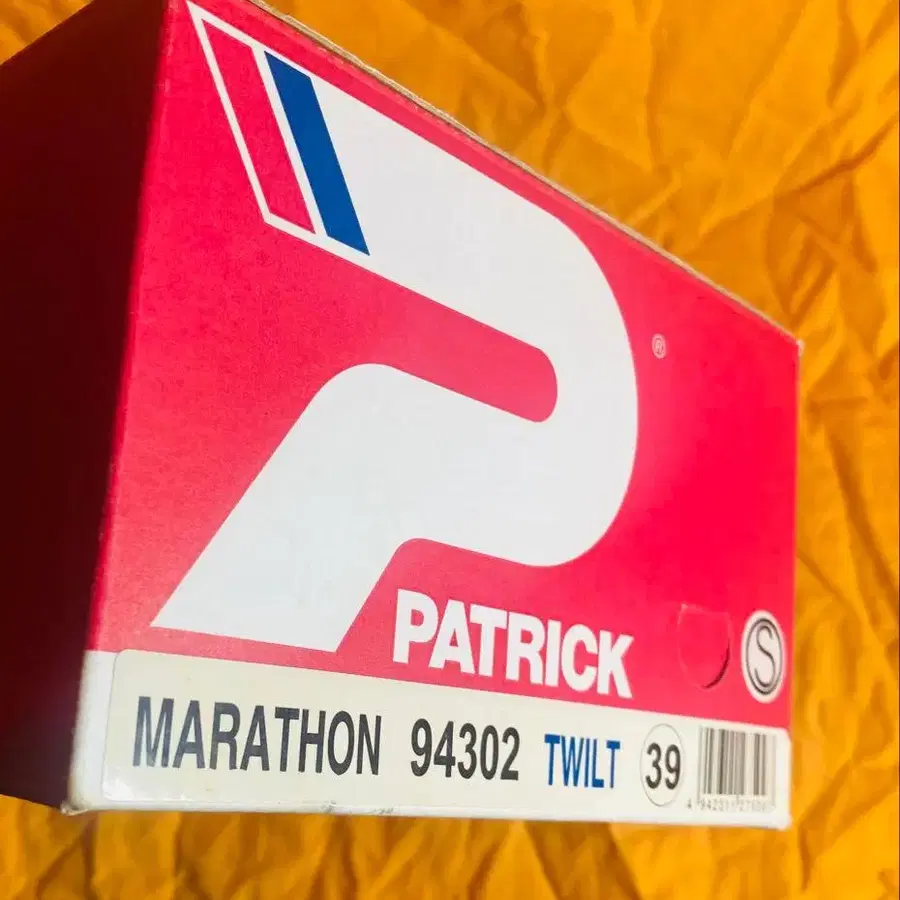 ®
PATRICK
S
MARATHON 94302 TWILT 39